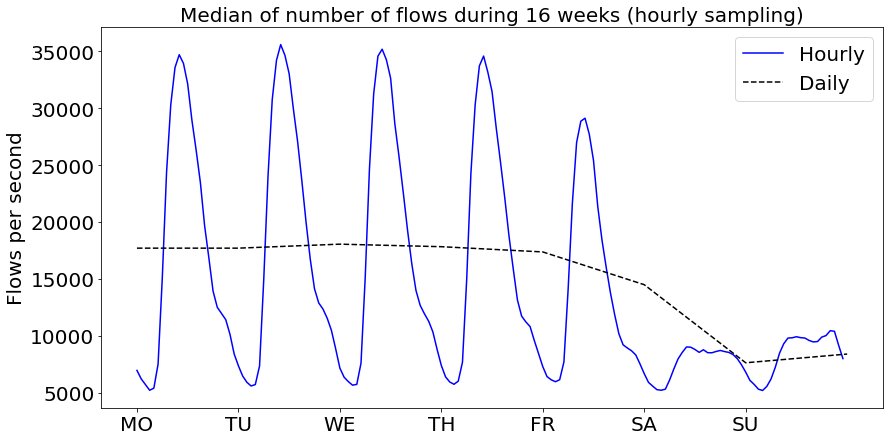 Median of number of flows during 16 weeks (hourly sampling)
Flows per second
35000
30000
25000
20000
15000
10000
5000
Hourly
Daily
MO TU WE TH FR SA SU